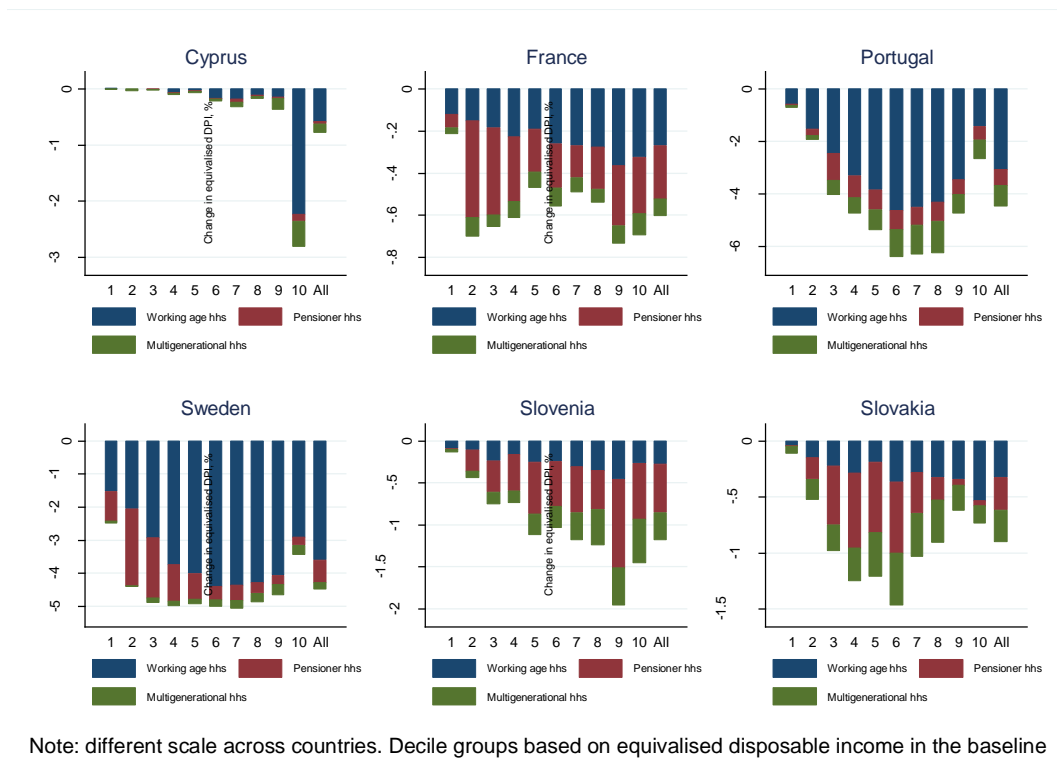 Cyprus
France
Portugal
0
-1
-2
-3
Change in equivalised DPI, %
1 2 3 4 5 6 7 8 9 10 All
Working age hhs Pensioner hhs
Multigenerational hhs
0
-.2
-.4
-.6
-.8
Change in equivalised DPI, %
1 2 3 4 5 6 7 8 9 10 All
Working age hhs Pensioner hhs
Multigenerational hhs
0
-2
-4
-6
1 2 3 4 5 6 7 8 9 10 All
Working age hhs Pensioner hhs
Multigenerational hhs
Sweden
Slovenia
Slovakia
0
-1
-2
-3
-4
-5
Change in equivalised DPI, %
1 2 3 4 5 6 7 8 9 10 All
Working age hhs Pensioner hhs
Multigenerational hhs
0
-.5
-1
-1.5
-2
Change in equivalised DPI, %
1 2 3 4 5 6 7 8 9 10 All
Working age hhs Pensioner hhs
Multigenerational hhs
0
-.5
-1
-1.5
1 2 3 4 5 6 7 8 9 10 All
Working age hhs Pensioner hhs
Multigenerational hhs
Note: different scale across countries. Decile groups based on equivalised disposable income in the baseline